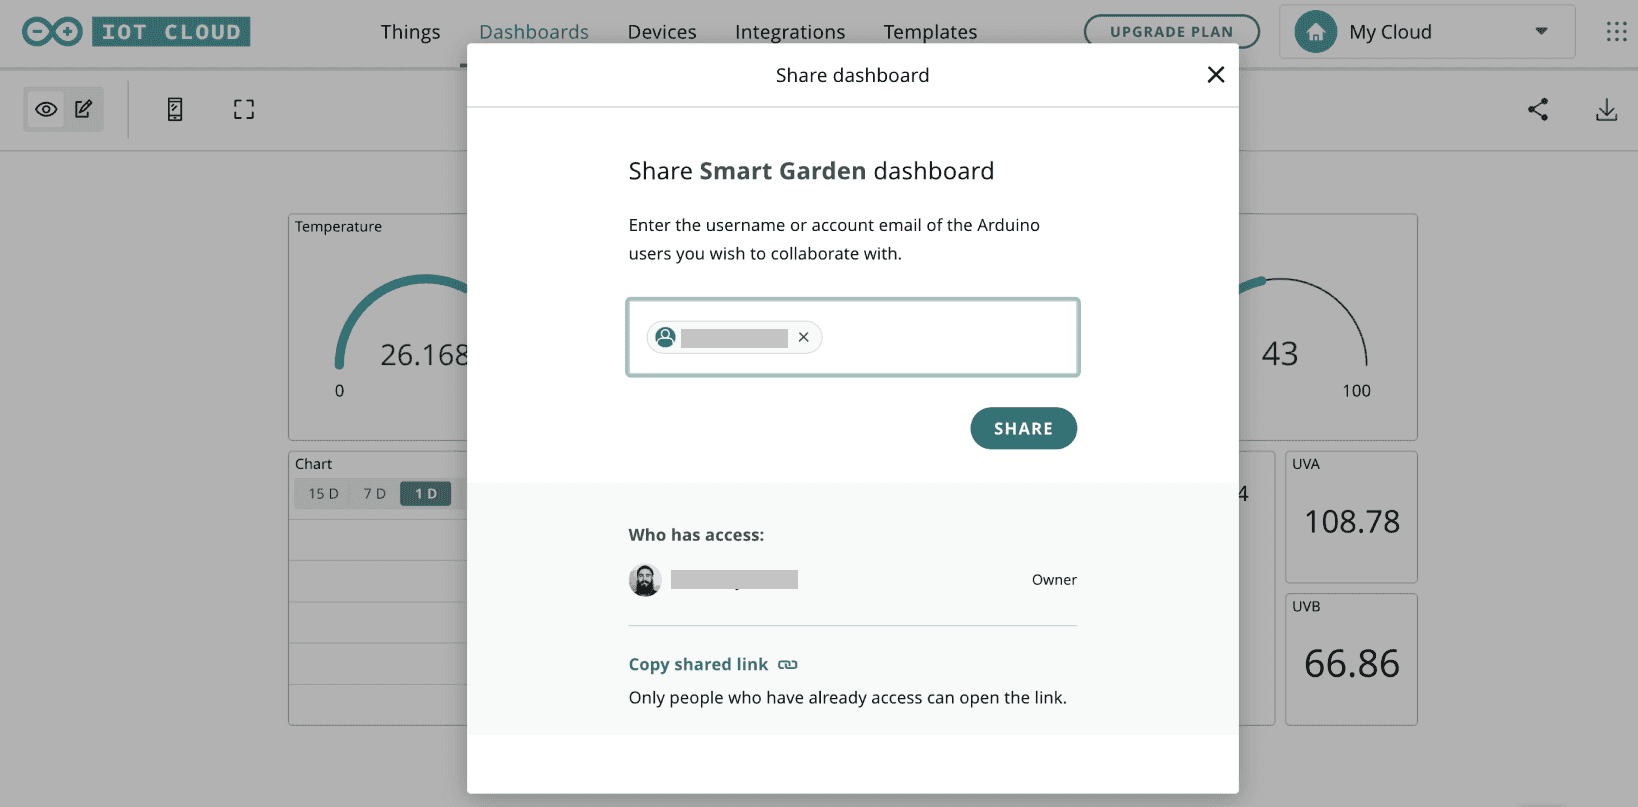 IOT CLOUD
Things
Dashboards
Devices
Integrations
Templates
UPGRADE PLAN
My Cloud
Share dashboard
Share Smart Garden dashboard
Enter the username or account email of the Arduino
users you wish to collaborate with.
SHARE
Who has access:
Owner
Copy shared link
Only people who have already access can open the link.
Temperature
26.168
0
43
100
Chart
15 D
7 D
1 D
4
UVA
108.78
UVB
66.86